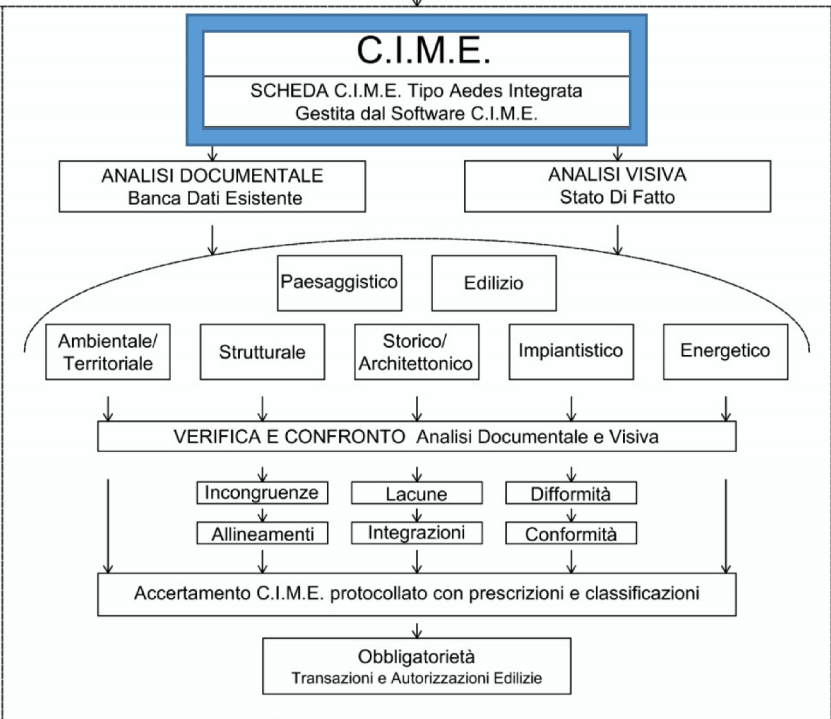 C.I.M.E.
SCHEDA C.I.M.E. Tipo Aedes Integrata
Gestita dal Software C.I.M.E.
ANALISI DOCUMENTALE
Banca Dati Esistente
ANALISI VISIVA
Stato Di Fatto
Paesaggistico
Edilizio
Ambientale/
Territoriale
Strutturale
Storico/
Architettonico
Impiantistico
Energetico
VERIFICA E CONFRONTO Analisi Documentale e Visiva
Incongruenze
Lacune
Difformità
Allineamenti
Integrazioni
Conformità
Accertamento C.I.M.E. protocollato con prescrizioni e classificazioni
Obbligatorietà
Transazioni e Autorizzazioni Edilizie